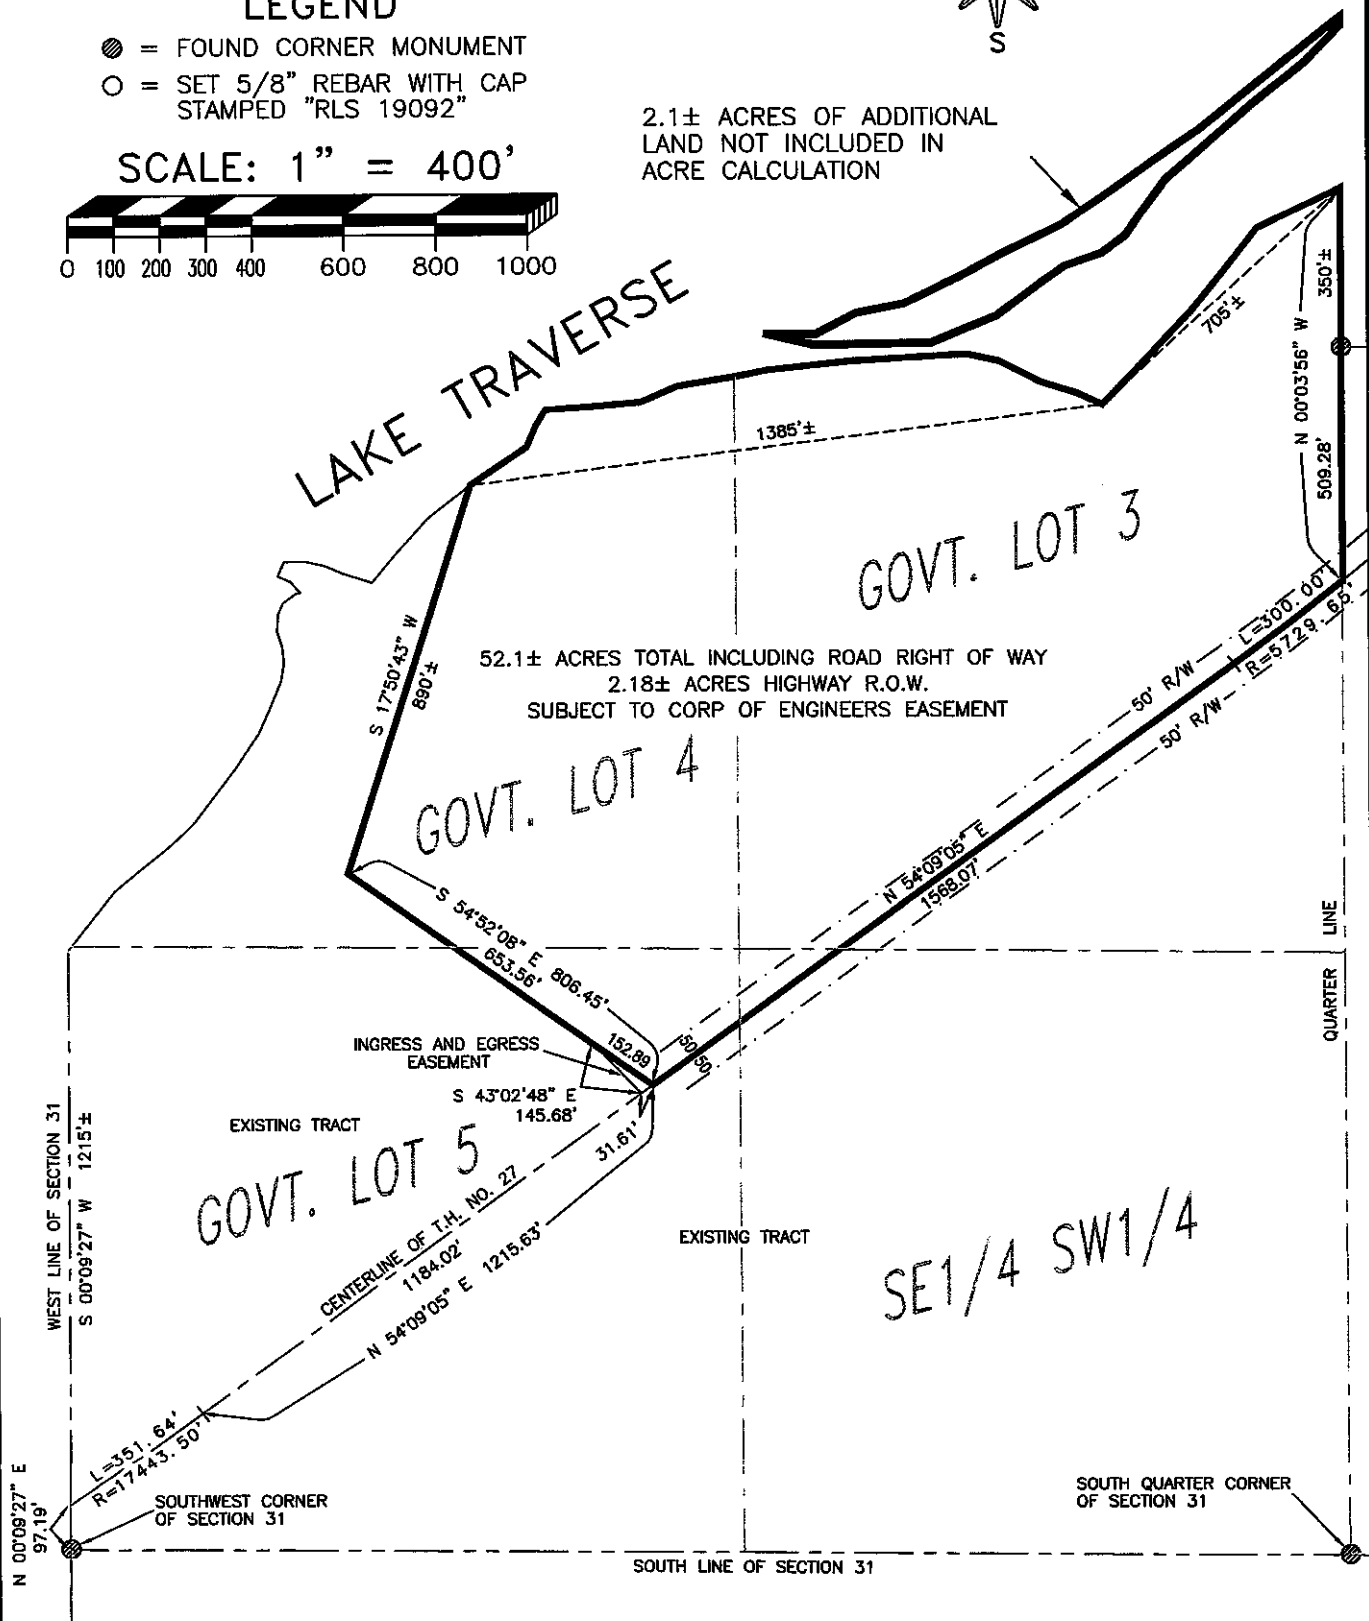 LEGEND
= FOUND CORNER MONUMENT
= SET 5/8" REBAR WITH CAP
STAMPED "RLS 19092"
SCALE: 1" = 400'
0 100 200 300 400 600 800 1000
S
2.1± ACRES OF ADDITIONAL
LAND NOT INCLUDED IN
ACRE CALCULATION
LAKE TRAVERSE
705'±
350'±
N 00°03'56" W
509.28'
1385'±
GOVT. LOT 3
S 17°50'43" W
890'±
52.1± ACRES TOTAL INCLUDING ROAD RIGHT OF WAY
2.18± ACRES HIGHWAY R.O.W.
SUBJECT TO CORP OF ENGINEERS EASEMENT
L=300.00'
R=5729.65'
50' R/W
50' R/W
GOVT. LOT 4
N 54°09'05" E
1568.07'
S 54°52'08" E 806.45'
653.56'
152.89
50 50
QUARTER LINE
INGRESS AND EGRESS
EASEMENT
S 43°02'48" E
145.68'
31.61'
EXISTING TRACT
GOVT. LOT 5
WEST LINE OF SECTION 31
S 00°09'27" W 1215'±
CENTERLINE OF T.H. NO. 27
1184.02'
N 54°09'05" E 1215.63'
EXISTING TRACT
SE1/4 SW1/4
L=351.64'
R=17443.50'
N 00°09'27" E
97.19'
SOUTHWEST CORNER
OF SECTION 31
SOUTH QUARTER CORNER
OF SECTION 31
SOUTH LINE OF SECTION 31